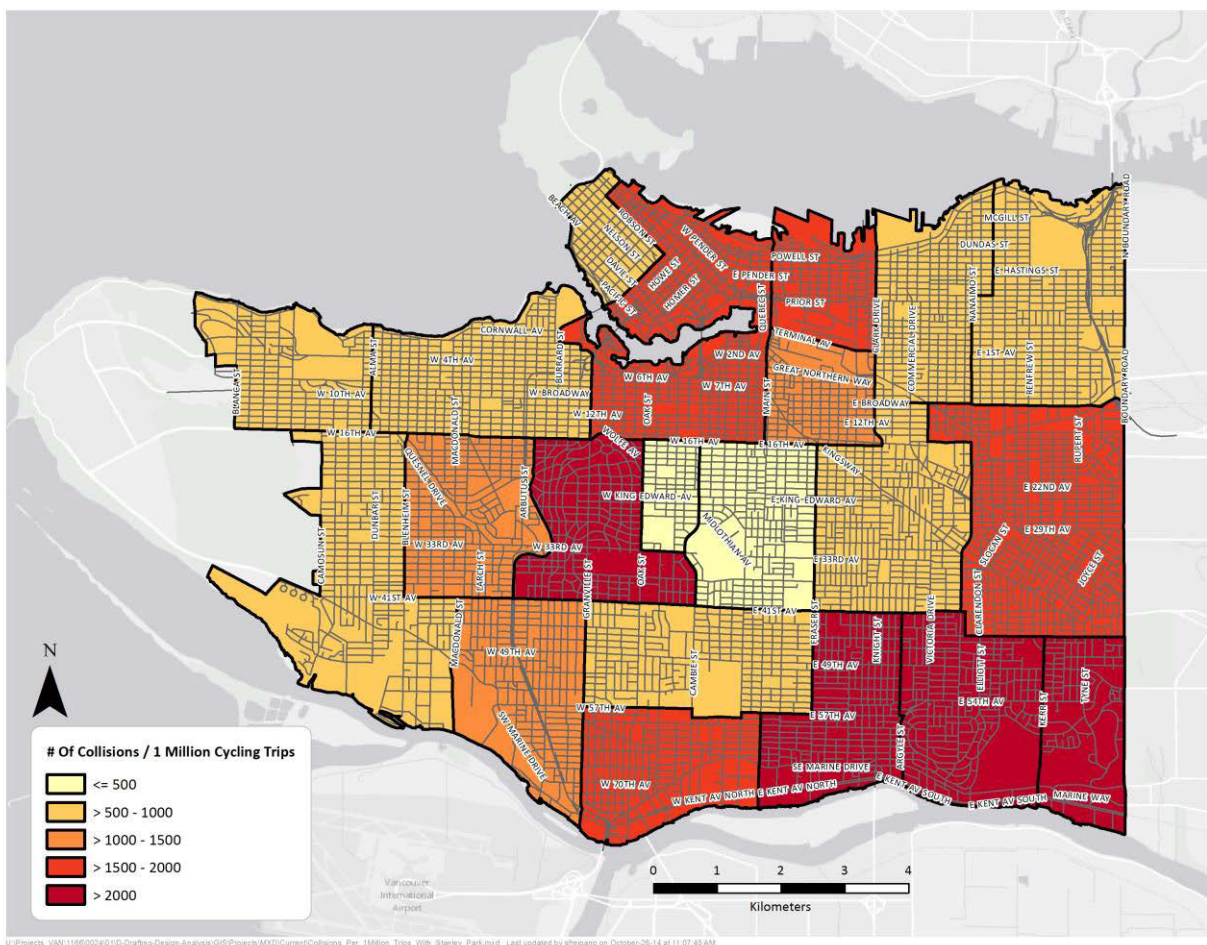 BEACH AV
ROBSON ST
NELSON ST
DAVIE ST
PACIFIC ST
W PENDER ST
HOWE ST
HOMER ST
E PENDER ST
POWELL ST
PRIOR ST
QUEBEC ST
MCGILL ST
DUNDAS ST
E HASTINGS ST
NANAIMO ST
N BOUNDARY ROAD
CLARK DRIVE
COMMERCIAL DRIVE
E 1ST AV
RENFREW ST
BOUNDARY ROAD
TERMINAL AV
GREAT NORTHERN WAY
E BROADWAY
E 12TH AV
CORNWALL AV
BURRARD ST
ALMA ST
W 4TH AV
BLANCA ST
W 10TH AV
MACDONALD ST
W BROADWAY
W 2ND AV
W 6TH AV
W 7TH AV
OAK ST
MAIN ST
W 12TH AV
W 16TH AV
WOLFE AV
W 16TH AV
E 16TH AV
KINGSWAY
RUPERT ST
QUESNEL DRIVE
ARBUTUS ST
DUNBAR ST
BLENHEIM ST
W KING EDWARD AV
E KING EDWARD AV
MIDLOTHIAN AV
E 22ND AV
E 29TH AV
SLOCAN ST
JOYCE ST
CAMOSUN ST
W 33RD AV
LARCH ST
W 33RD AV
GRANVILLE ST
OAK ST
E 33RD AV
CLARENDON ST
W 41ST AV
E 41ST AV
MACDONALD ST
FRASER ST
KNIGHT ST
VICTORIA DRIVE
W 49TH AV
CAMBIE ST
E 49TH AV
ELLIOTT ST
E 54TH AV
KERR ST
TYNE ST
SW MARINE DRIVE
W 57TH AV
E 57TH AV
ARGYLE ST
SE MARINE DRIVE
W 70TH AV
W KENT AV NORTH
E KENT AV NORTH
E KENT AV SOUTH
E KENT AV SOUTH
MARINE WAY
N
# Of Collisions / 1 Million Cycling Trips
<= 500
> 500 - 1000
> 1000 - 1500
> 1500 - 2000
> 2000
Vancouver
International
Airport
0 1 2 3 4
Kilometers